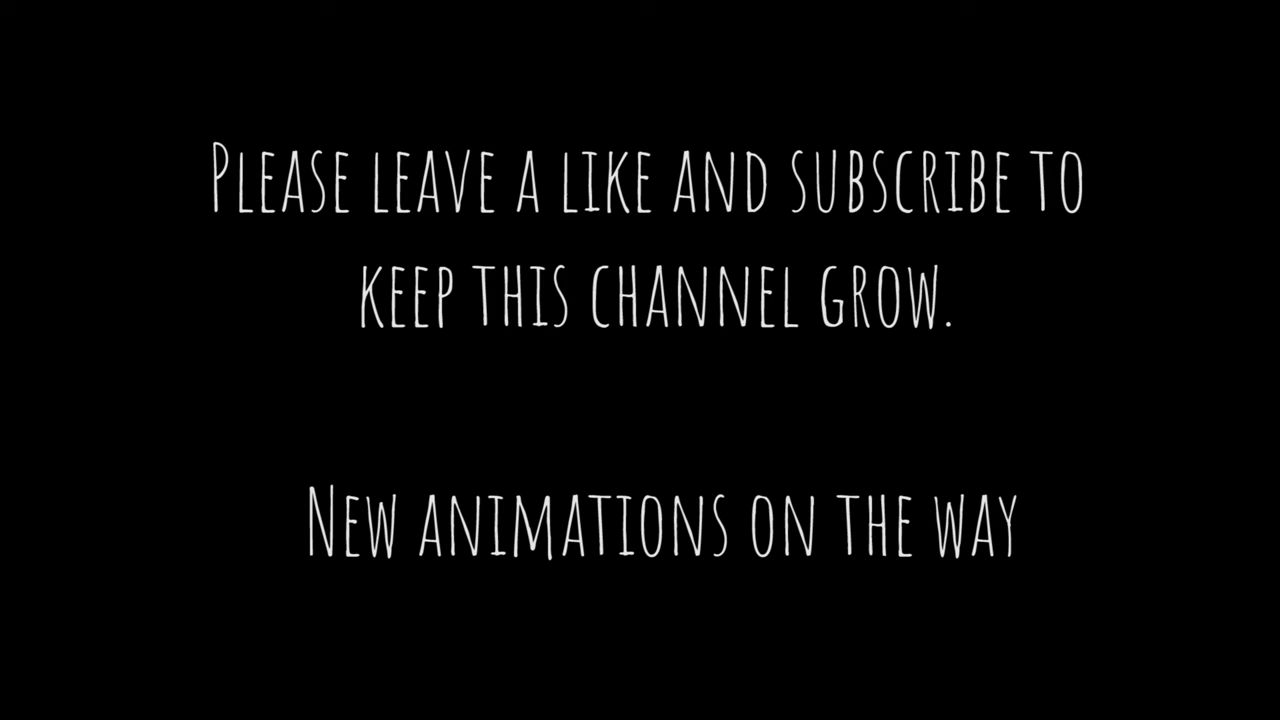 Please leave a like and subscribe to
keep this channel grow.
New animations on the way